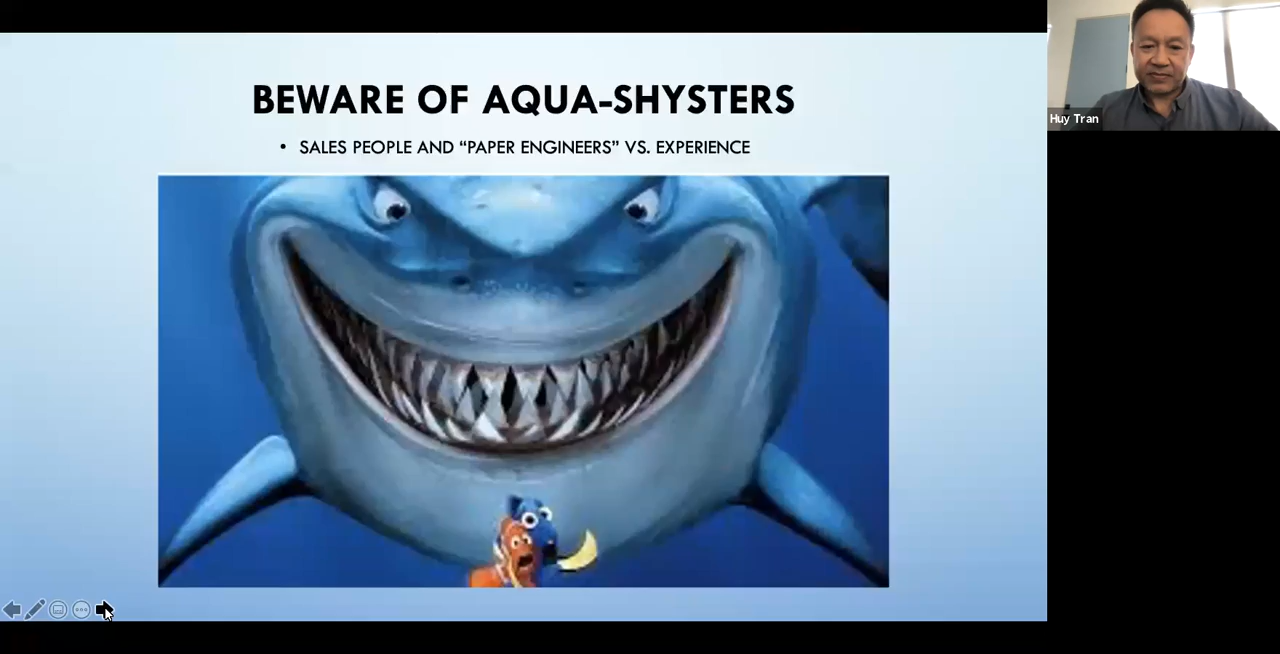 BEWARE OF AQUA-SHYSTERS
• SALES PEOPLE AND “PAPER ENGINEERS” VS. EXPERIENCE
Huy Tran